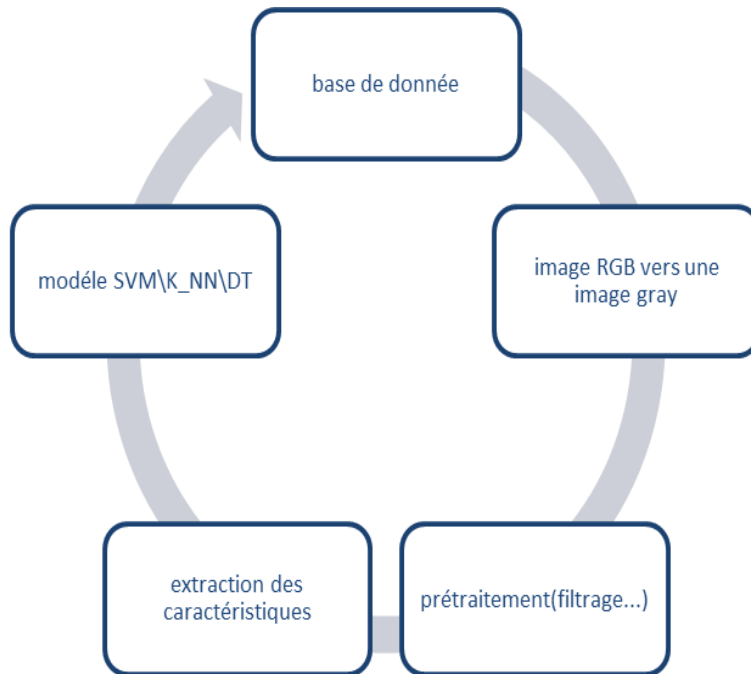 base de donnée
image RGB vers une
image gray
prétraitement(filtrage...)
extraction des
caractéristiques
modéle SVM\K_NN\DT